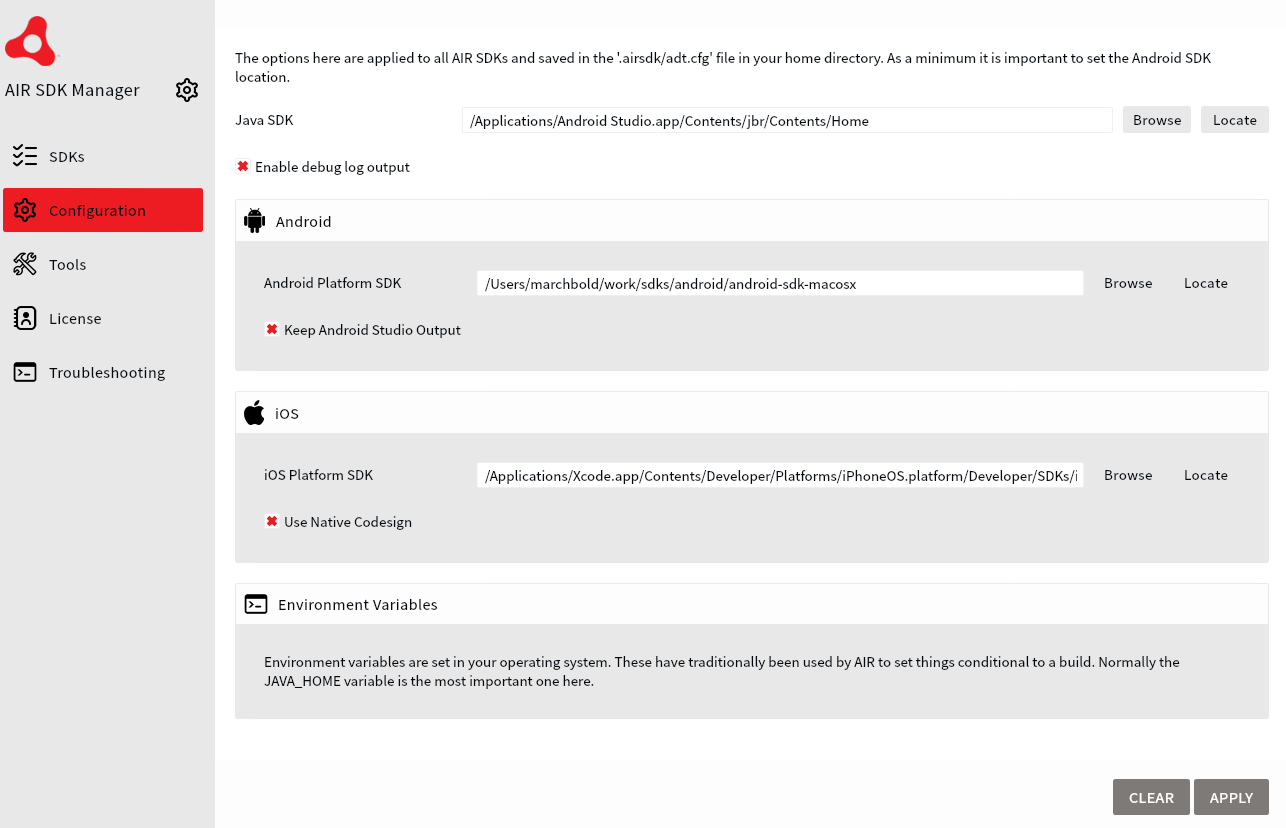 AIR SDK Manager
SDKs
Configuration
Tools
License
Troubleshooting
The options here are applied to all AIR SDKs and saved in the '.airsdk/adt.cfg' file in your home directory. As a minimum it is important to set the Android SDK
location.
Java SDK /Applications/Android Studio.app/Contents/jbr/Contents/Home Browse Locate
Enable debug log output
Android
Android Platform SDK /Users/marchbold/work/sdks/android/android-sdk-macosx Browse Locate
Keep Android Studio Output
iOS
iOS Platform SDK /Applications/Xcode.app/Contents/Developer/Platforms/iPhoneOS.platform/Developer/SDKs/i Browse Locate
Use Native Codesign
Environment Variables
Environment variables are set in your operating system. These have traditionally been used by AIR to set things conditional to a build. Normally the
JAVA_HOME variable is the most important one here.
CLEAR APPLY